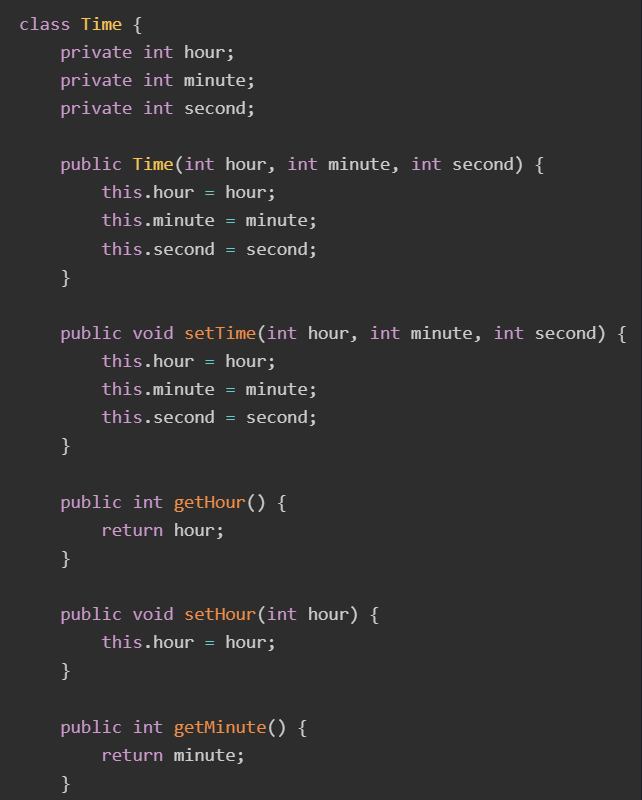 class Time {
    private int hour;
    private int minute;
    private int second;

    public Time(int hour, int minute, int second) {
        this.hour = hour;
        this.minute = minute;
        this.second = second;
    }

    public void setTime(int hour, int minute, int second) {
        this.hour = hour;
        this.minute = minute;
        this.second = second;
    }

    public int getHour() {
        return hour;
    }

    public void setHour(int hour) {
        this.hour = hour;
    }

    public int getMinute() {
        return minute;
    }